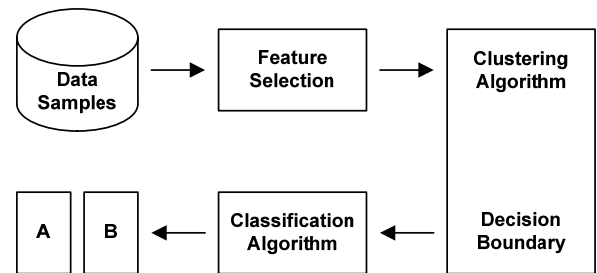 Data
Samples
Feature
Selection
Clustering
Algorithm
A
B
Classification
Algorithm
Decision
Boundary